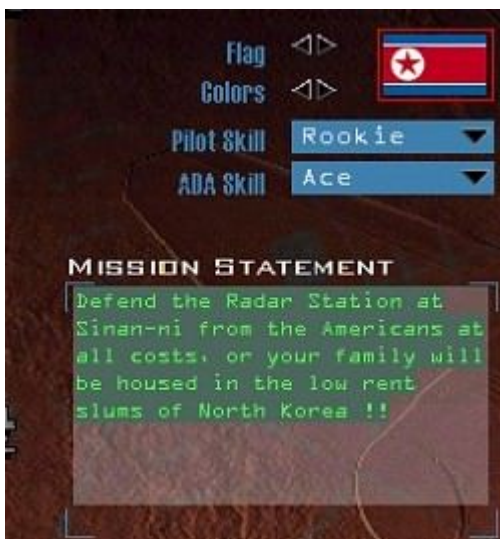 Flag
Colors
Pilot Skill Rookie
ADA Skill Ace
MISSION STATEMENT
Defend the Radar Station at
Sinan-ni from the Americans at
all costs, or your family will
be housed in the low rent
slums of North Korea !!